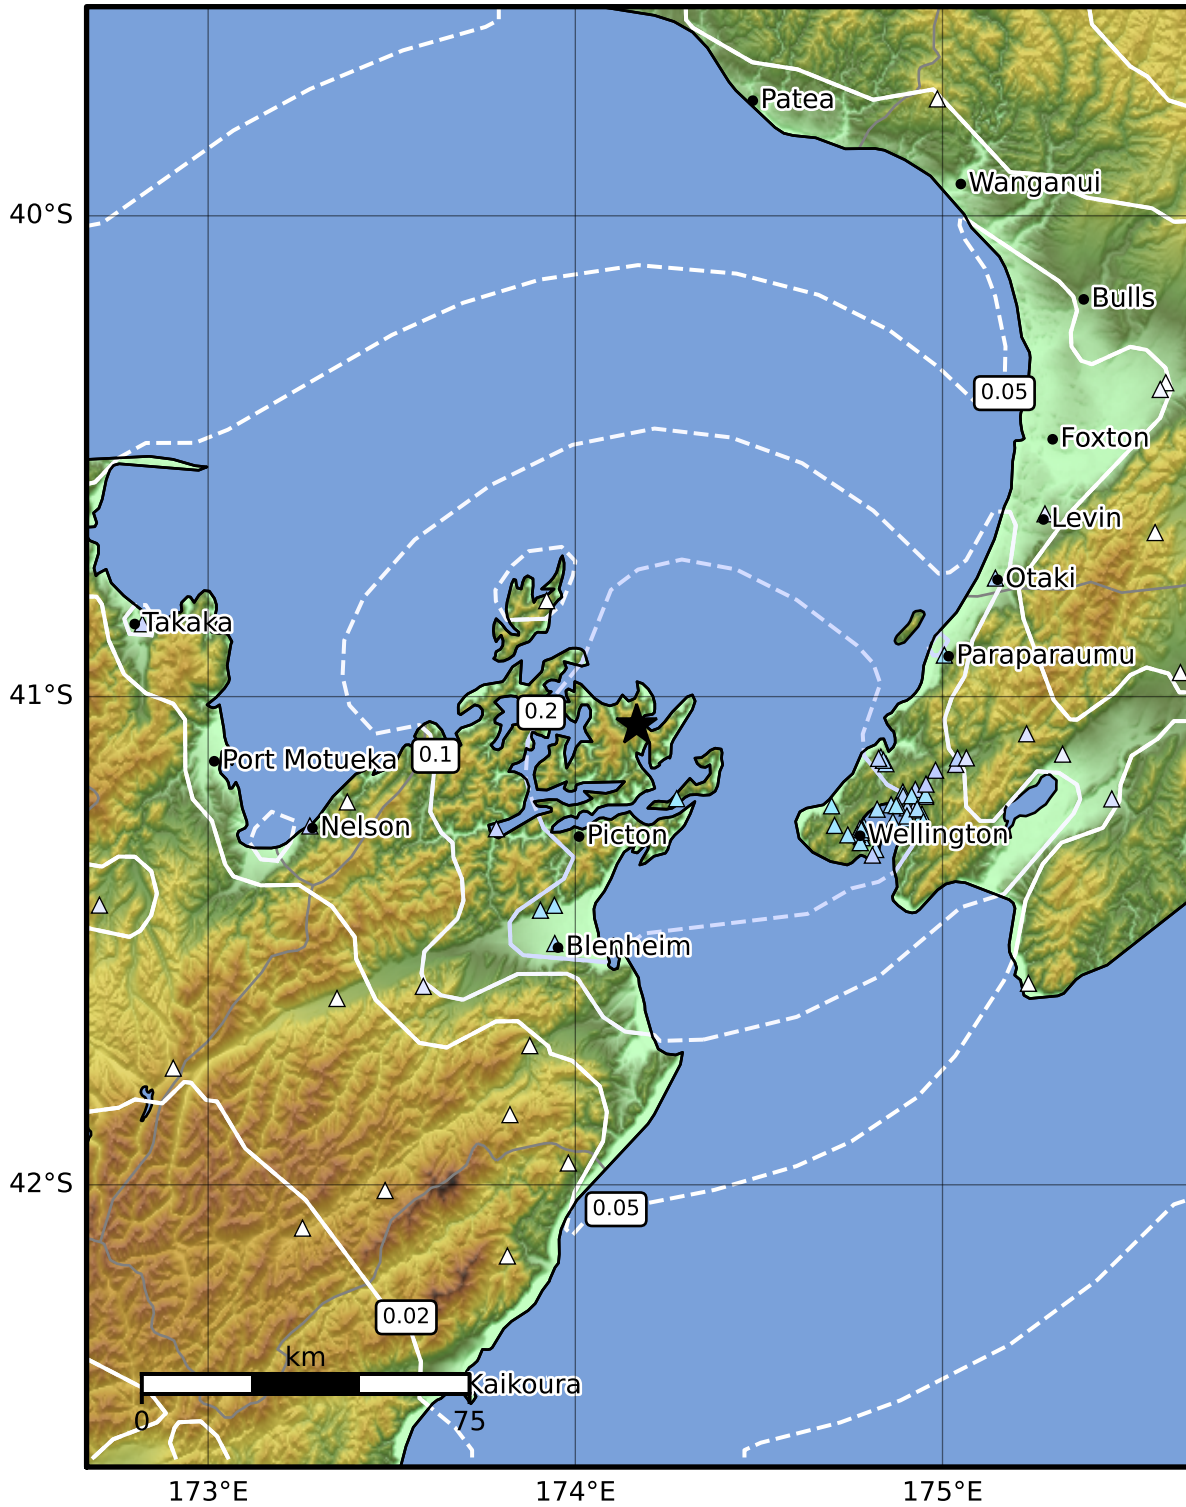 Patea
Wanganui
40°S
Bulls
0.05
Foxton
Levin
Otaki
Takaka
Paraparaumu
41°S
0.2
0.1
Port Motueka
Nelson
Picton
Wellington
Blenheim
42°S
0.05
0.02
km
Kaikoura
0
75
173°E
174°E
175°E